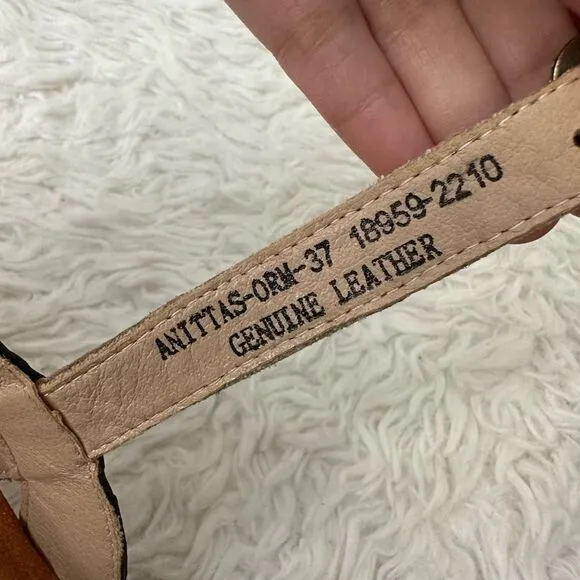 ANITTAS-ORM-37 18959-2210
GENUINE LEATHER